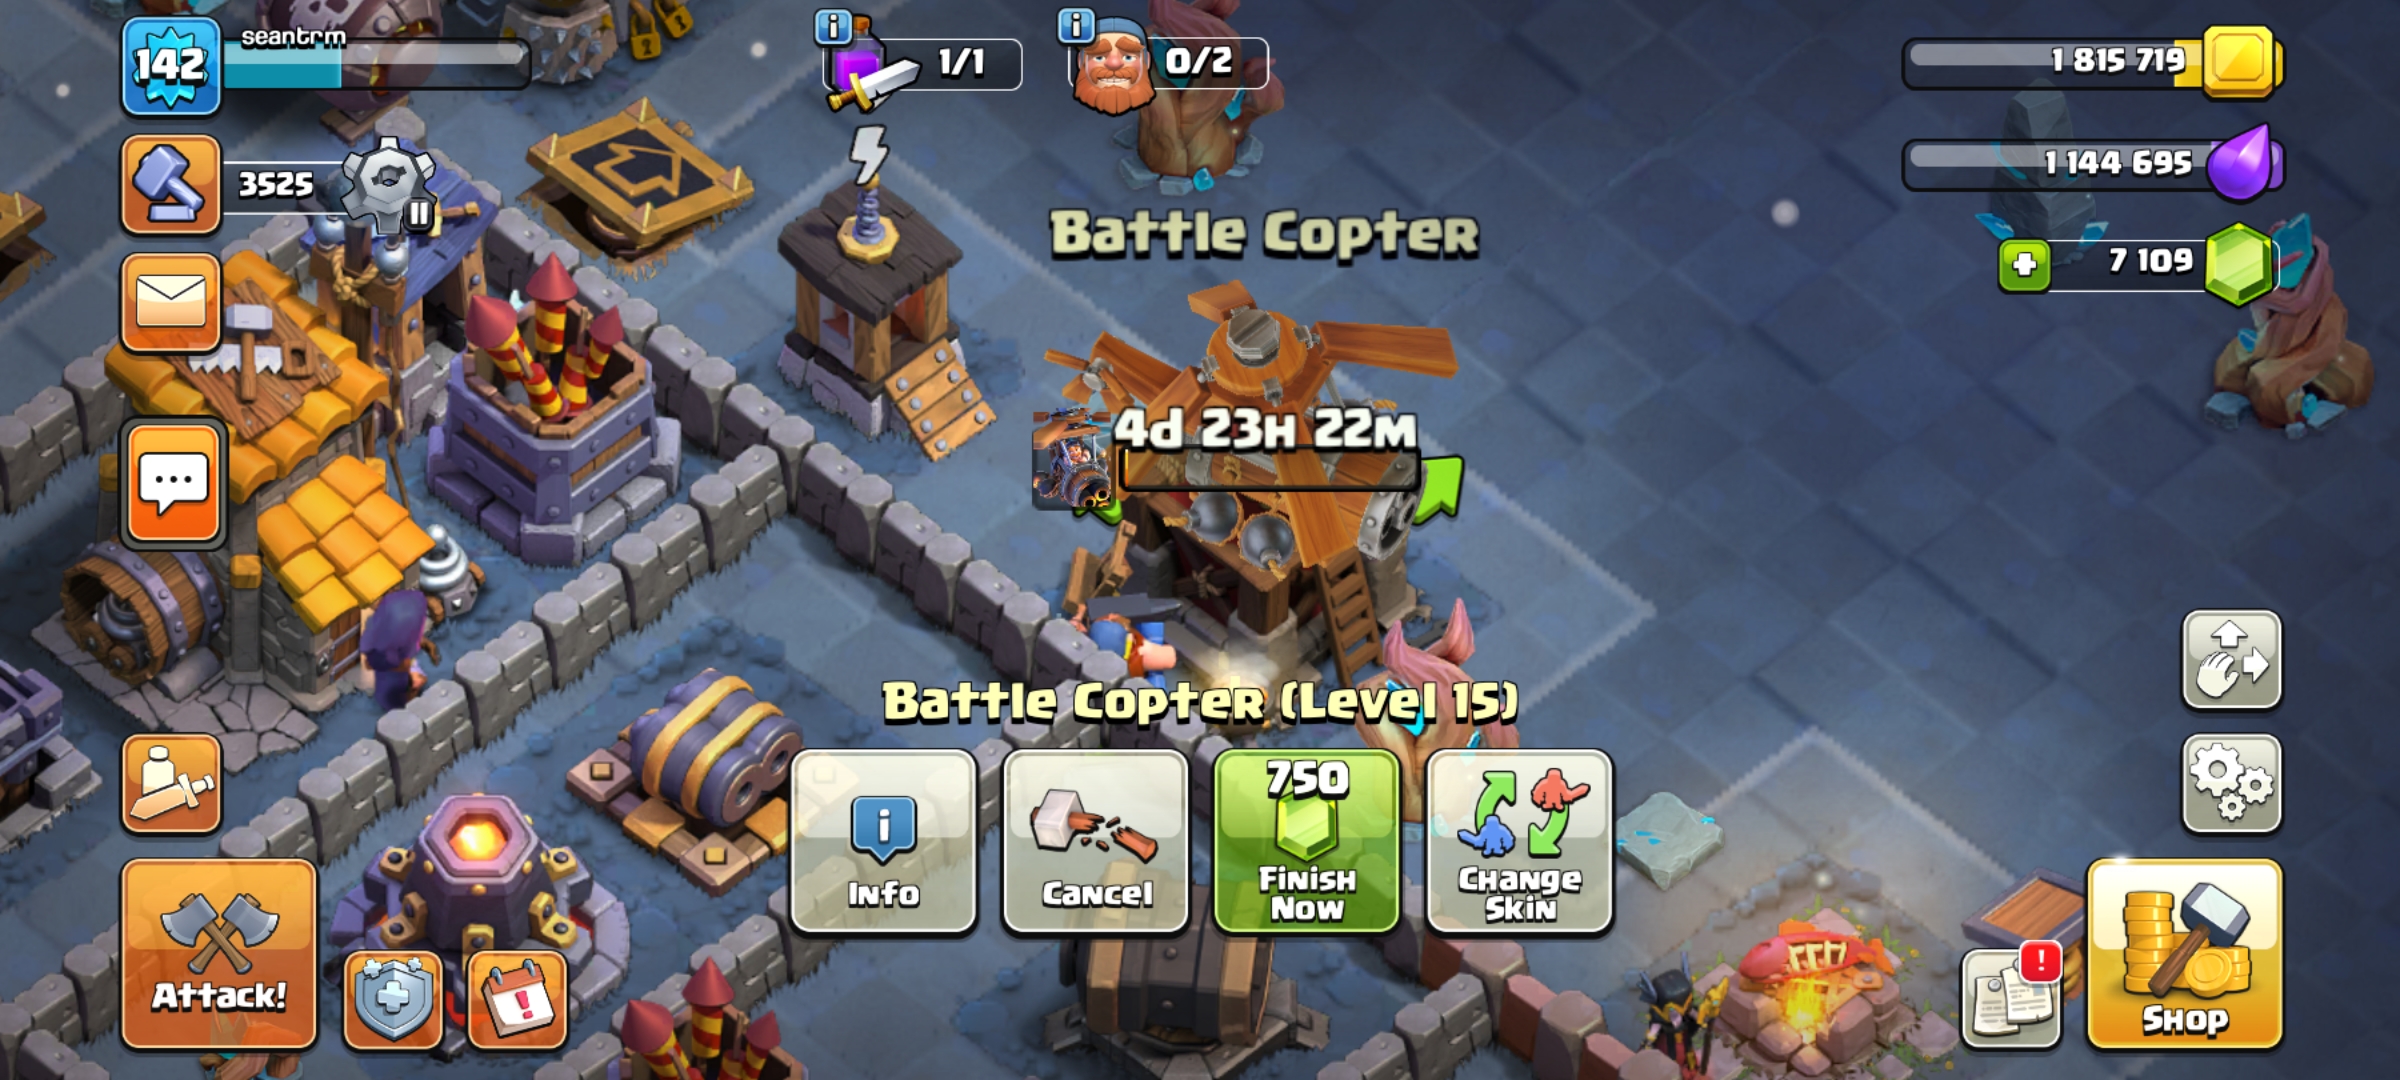 142
seantrm
1/1
0/2
1 815 719
3525
1 144 695
7 109
Battle Copter
4d 23H 22M
Battle Copter (Level 15)
Info
Cancel
750
Finish
Now
Change
Skin
Attack!
Shop